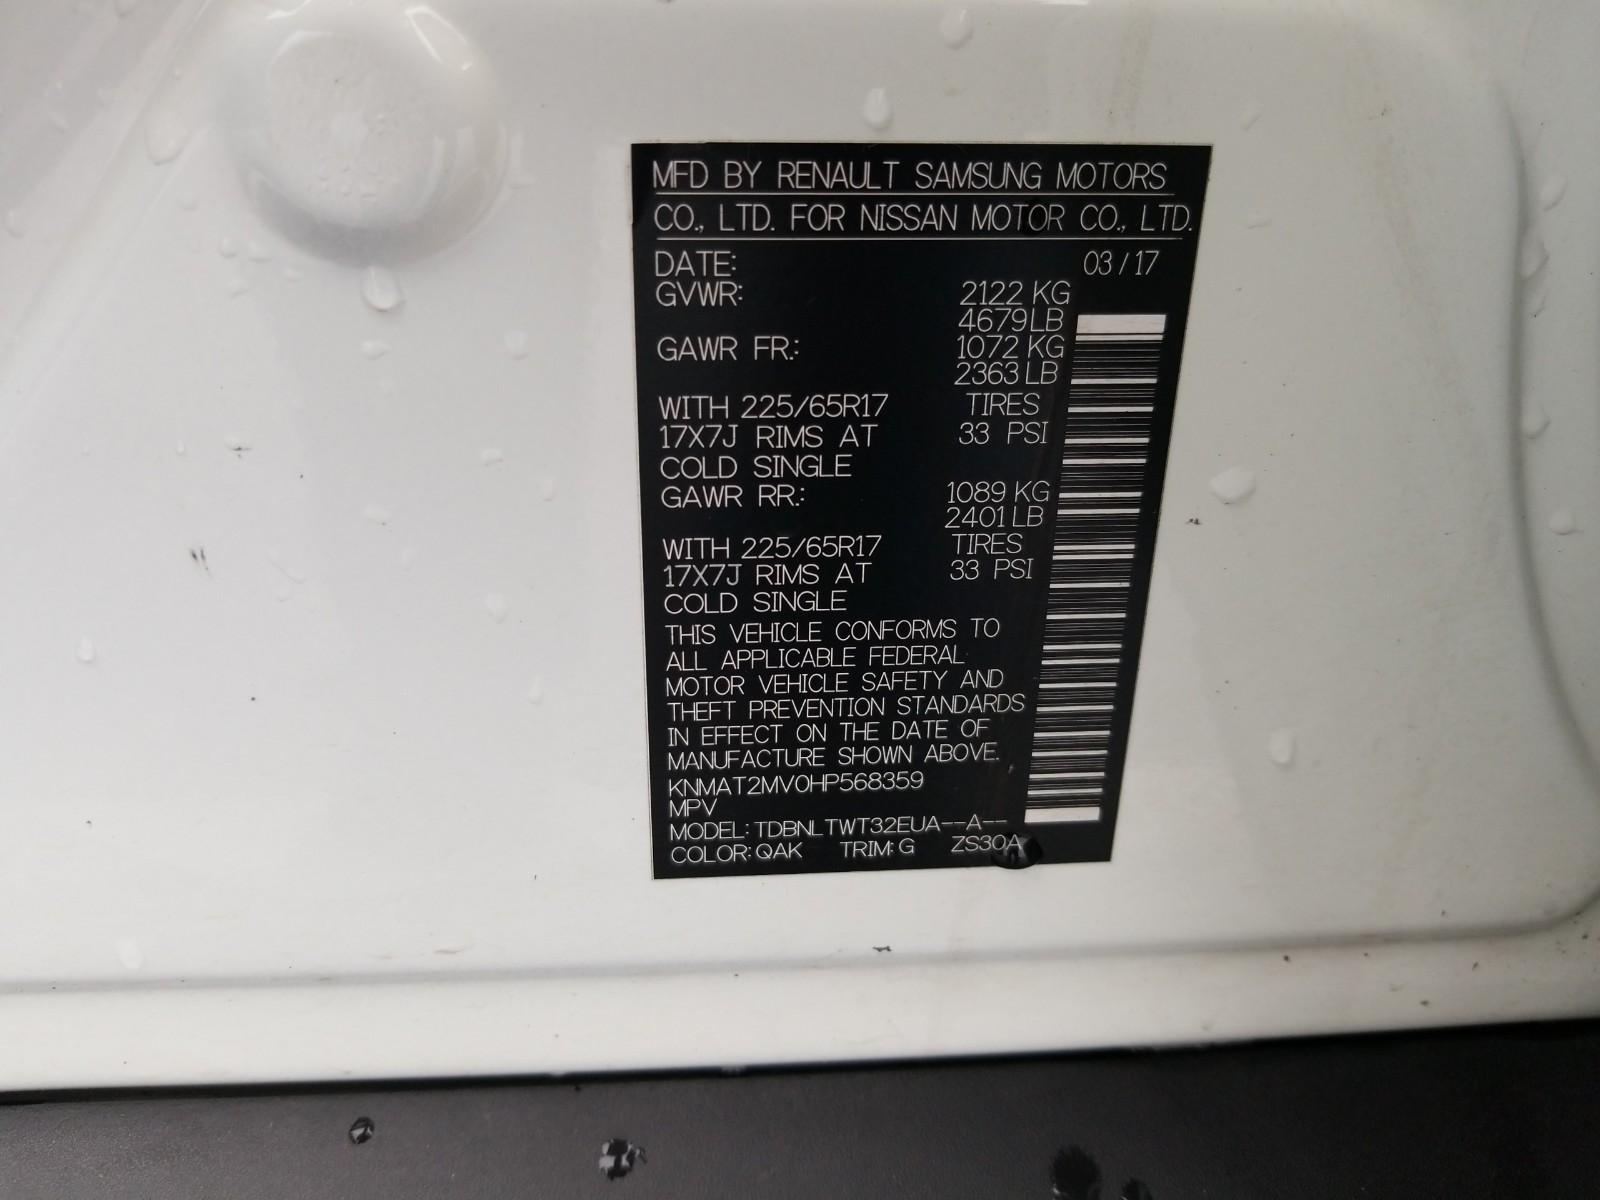 MFD BY RENAULT SAMSUNG MOTORS
CO., LTD. FOR NISSAN MOTOR CO., LTD.
DATE: 03 / 17
GVWR: 2122 KG
4679 LB
GAWR FR.: 1072 KG
2363 LB
WITH 225/65R17 TIRES
17X7J RIMS AT 33 PSI
COLD SINGLE
GAWR RR.: 1089 KG
2401 LB
WITH 225/65R17 TIRES
17X7J RIMS AT 33 PSI
COLD SINGLE
THIS VEHICLE CONFORMS TO
ALL APPLICABLE FEDERAL
MOTOR VEHICLE SAFETY AND
THEFT PREVENTION STANDARDS
IN EFFECT ON THE DATE OF
MANUFACTURE SHOWN ABOVE.
KNMAT2MV0HP568359
MPV
MODEL: TDBNLTWT32EUA--A--
COLOR: QAK TRIM: G ZS30A